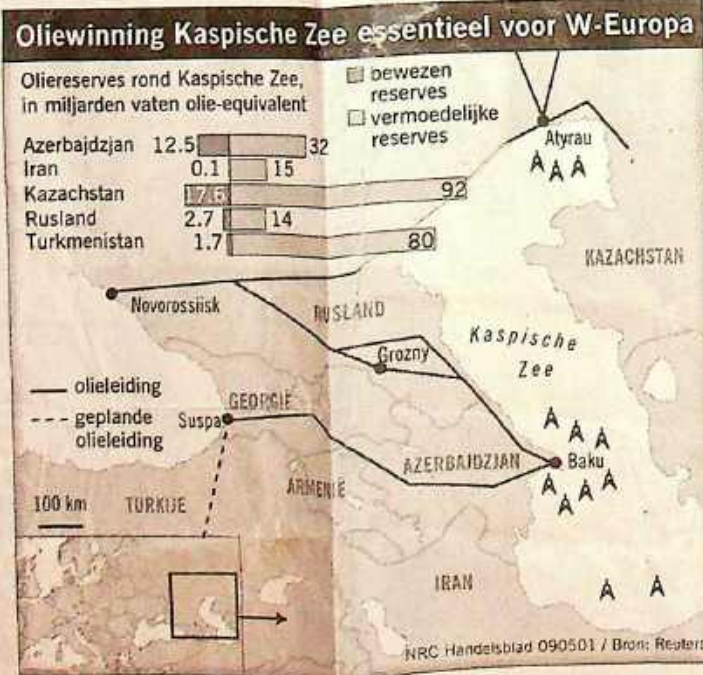 Oliewinning Kaspische Zee essentieel voor W-Europa
Oliereserves rond Kaspische Zee,
in miljarden vaten olie-equivalent
bewezen
reserves
vermoedelijke
reserves
Azerbajdzjan 12.5 32
Iran 0.1 15
Kazachstan 17.6 92
Rusland 2.7 14
Turkmenistan 1.7 80
Atyrau
KAZACHSTAN
Novorossiisk
RUSLAND
Kaspische
Zee
Grozny
olieleiding
geplande
olieleiding
GEORGIË
Suspa
AZERBAJDZJAN
Baku
ARMENIË
100 km
TURKIJE
IRAN
NRC Handelsblad 090501 / Bron: Reuters